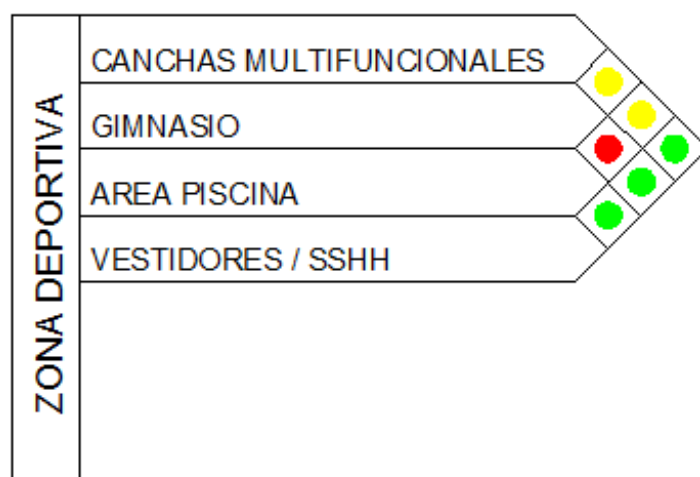 ZONA DEPORTIVA
CANCHAS MULTIFUNCIONALES
GIMNASIO
AREA PISCINA
VESTIDORES / SSHH